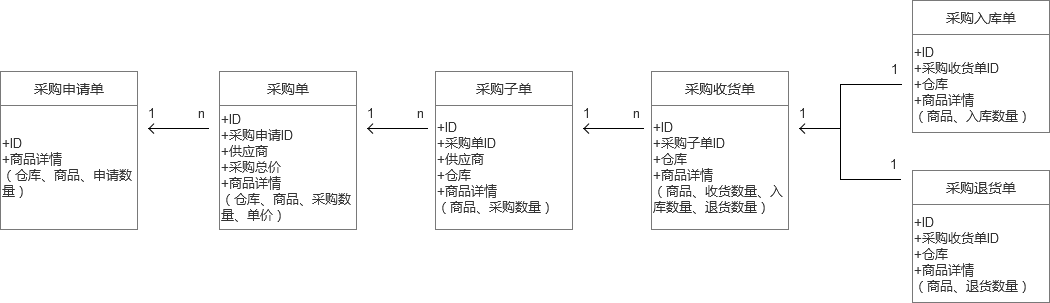 采购申请单
+ID
+商品详情
（仓库、商品、申请数
量）
1
n
采购单
+ID
+采购申请ID
+供应商
+采购总价
+商品详情
（仓库、商品、采购数
量、单价）
1
n
采购子单
+ID
+采购单ID
+供应商
+仓库
+商品详情
（商品、采购数量）
1
n
采购收货单
+ID
+采购子单ID
+仓库
+商品详情
（商品、收货数量、入
库数量、退货数量）
1
1
1
采购入库单
+ID
+采购收货单ID
+仓库
+商品详情
（商品、入库数量）
采购退货单
+ID
+采购收货单ID
+仓库
+商品详情
（商品、退货数量）